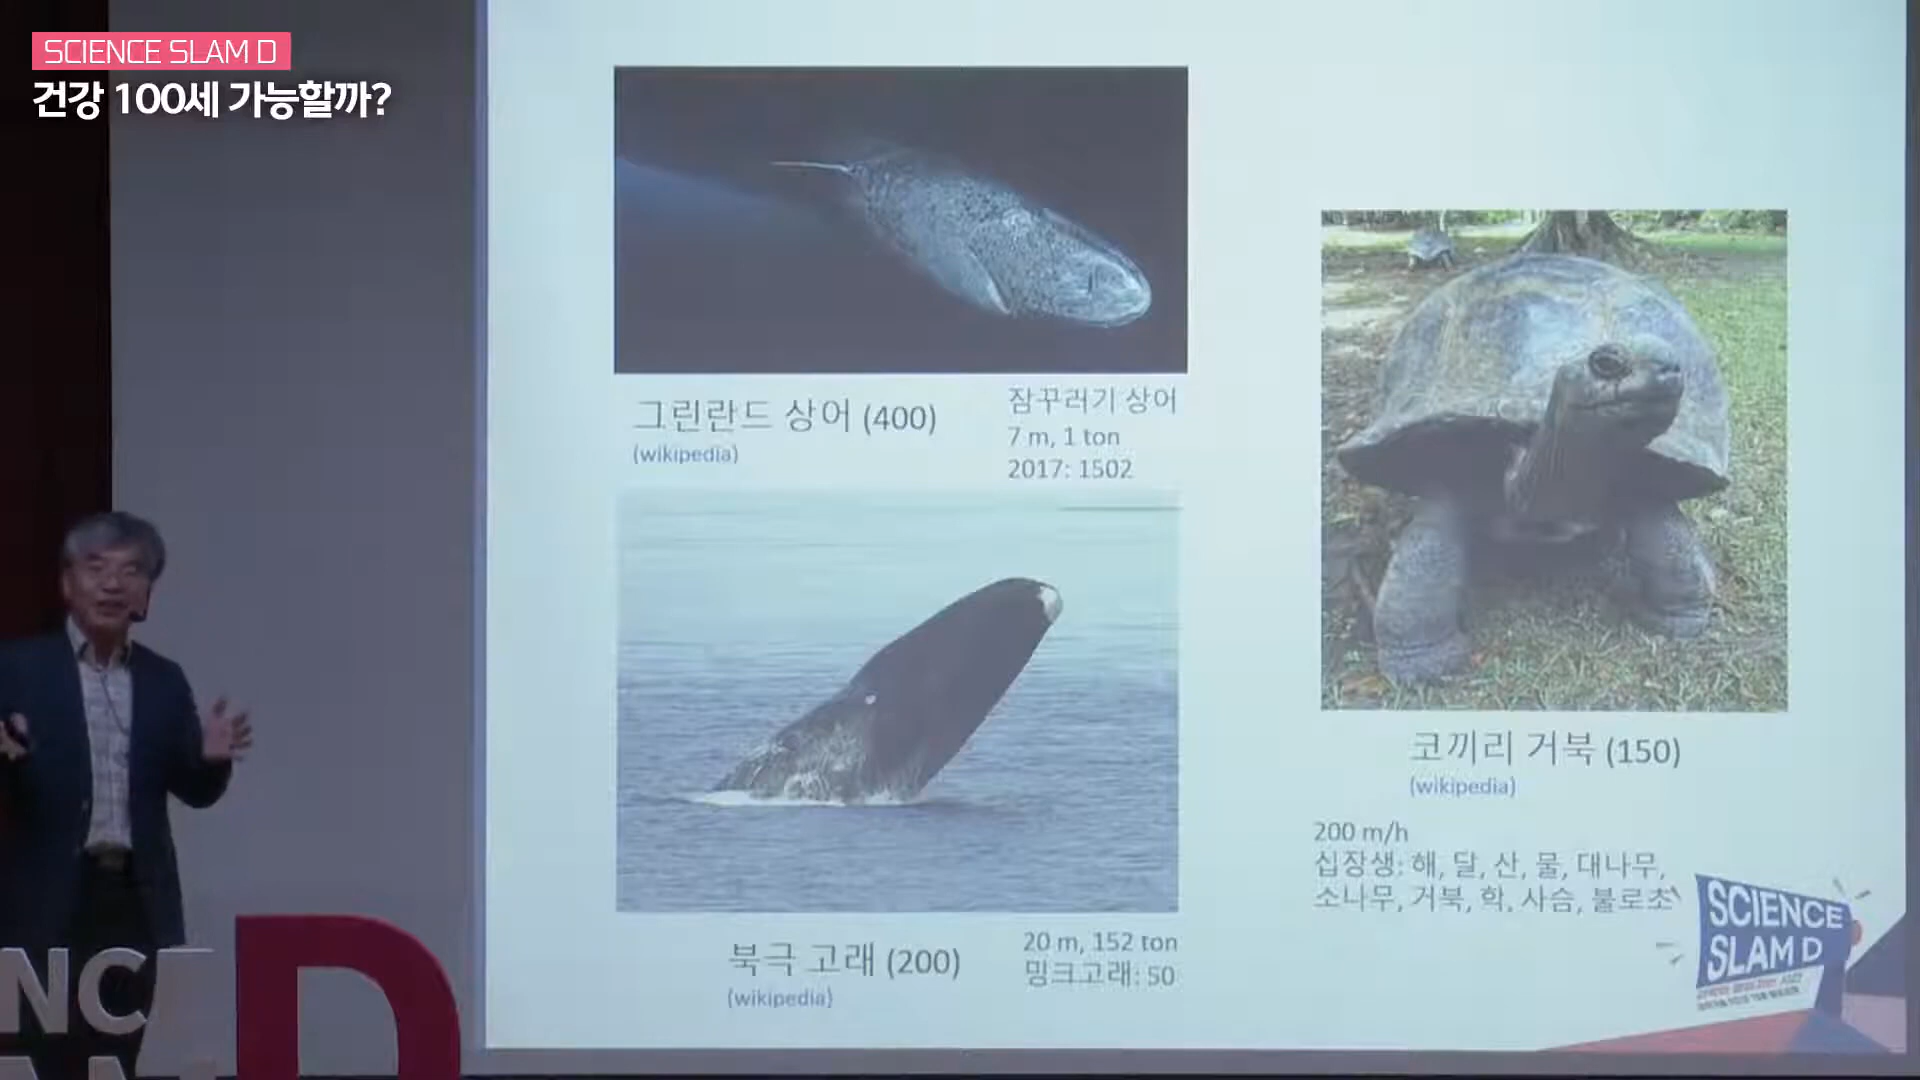 SCIENCE SLAM D
건강 100세 가능할까?
그린란드 상어 (400)
(wikipedia)
잠꾸러기 상어
7 m, 1 ton
2017: 1502
북극 고래 (200)
(wikipedia)
20 m, 152 ton
밍크고래: 50
코끼리 거북 (150)
(wikipedia)
200 m/h
십장생: 해, 달, 산, 물, 대나무,
소나무, 거북, 학, 사슴, 불로초
SCIENCE
SLAM D
NC
AM D